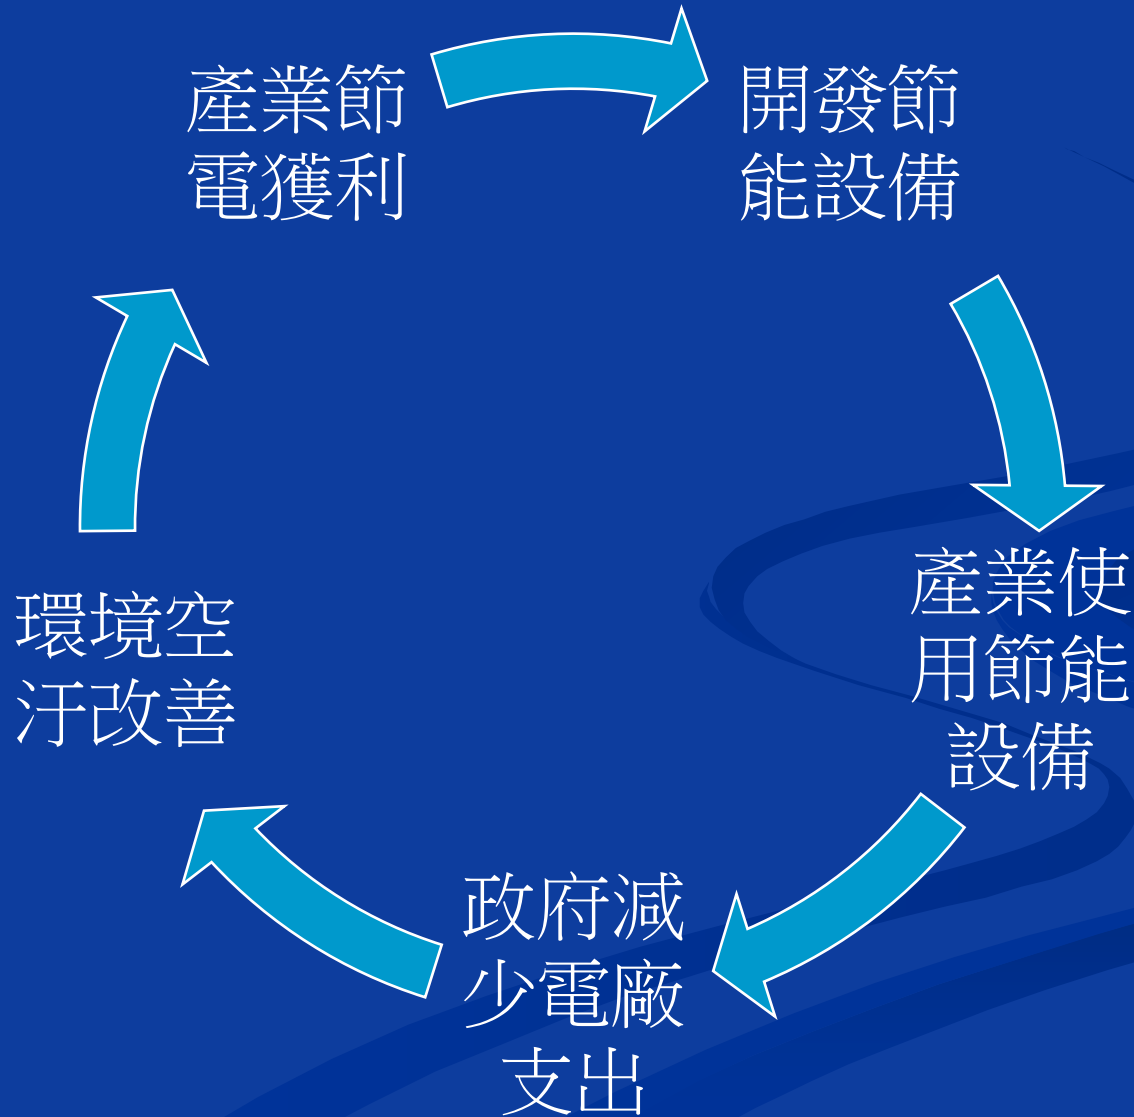 產業節
電獲利
開發節
能設備
產業使
用節能
設備
政府減
少電廠
支出
環境空
汙改善